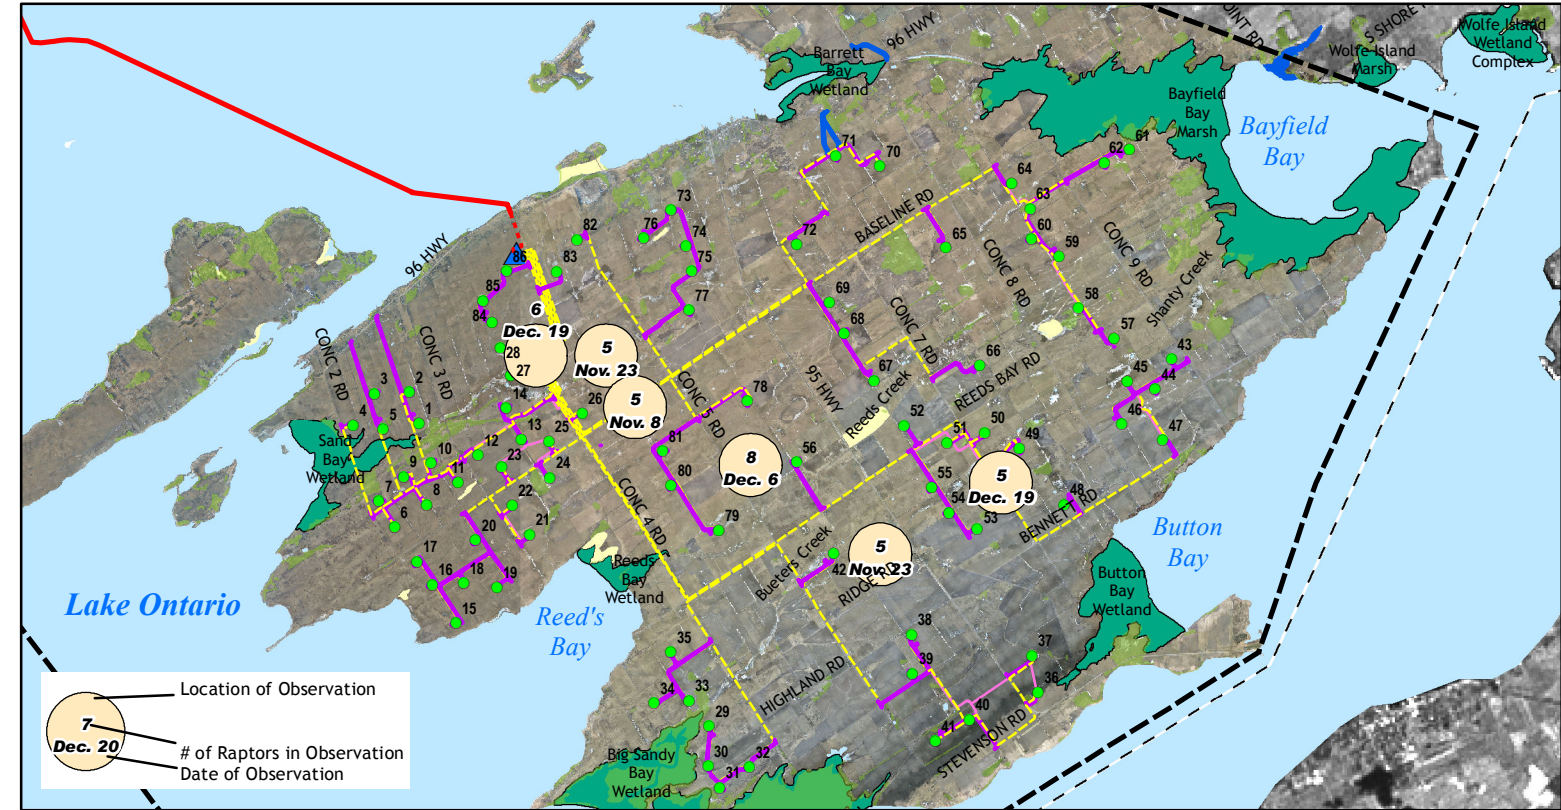 96 HWY
POINT RD
S SHORE
Wolfe Island
Wetland
Complex
Wolfe Island
Marsh
Barrett
Bay
Wetland
Bayfield
Bay
Marsh
Bayfield
Bay
71
70
61
62
64
63
60
59
65
73
76
74
75
77
72
82
83
86
85
84
96 HWY
BASELINE RD
CONC 8 RD
CONC 9 RD
Shanty Creek
58
57
69
68
67
66
CONC 7 RD
REEDS BAY RD
95 HWY
Reeds Creek
6
Dec. 19
5
Nov. 23
5
Nov. 8
28
27
26
CONC 2 RD
CONC 3 RD
CONC 5 RD
3
2
4
5
1
14
13
25
12
10
11
9
8
7
6
23
24
22
21
20
Sand
Bay
Wetland
78
81
80
79
8
Dec. 6
56
52
51
50
49
55
54
53
5
Dec. 19
43
44
45
46
47
48
BENNETT RD
CONC 4 RD
Bueters Creek
42
5
Nov. 23
RIDGE RD
Button
Bay
Button
Bay
Wetland
17
16
18
19
15
Reeds
Bay
Wetland
Lake Ontario
Reed's
Bay
35
34
33
29
30
31
32
HIGHLAND RD
38
39
37
36
40
41
STEVENSON RD
Big Sandy
Bay
Wetland
Location of Observation
7
Dec. 20
# of Raptors in Observation
Date of Observation